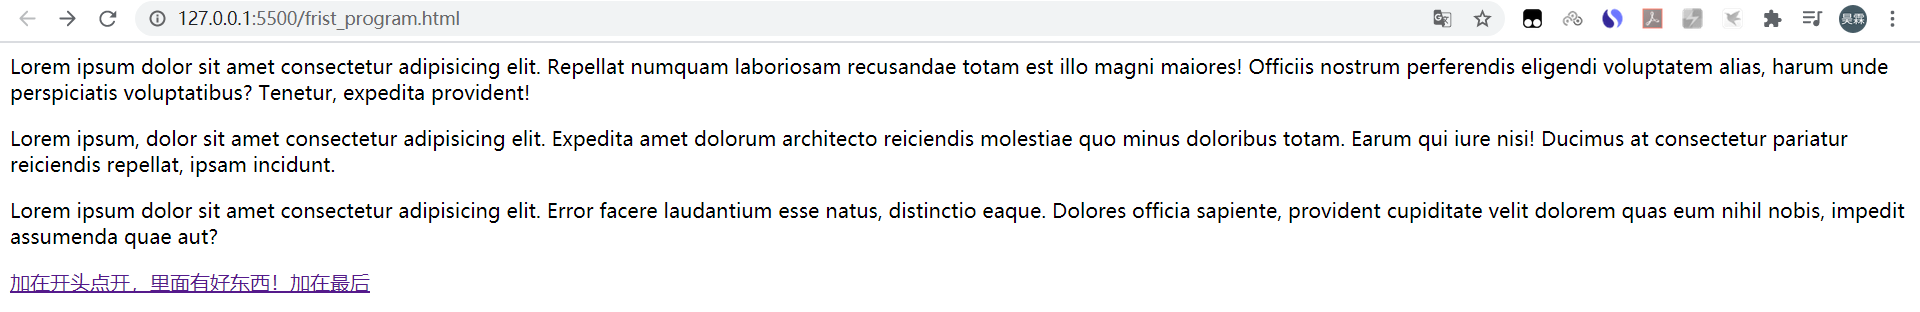 127.0.0.1:5500/frist_program.html
昊霖
Lorem ipsum dolor sit amet consectetur adipisicing elit. Repellat numquam laboriosam recusandae totam est illo magni maiores! Officiis nostrum perferendis eligendi voluptatem alias, harum unde
perspiciatis voluptatibus? Tenetur, expedita provident!
Lorem ipsum, dolor sit amet consectetur adipisicing elit. Expedita amet dolorum architecto reiciendis molestiae quo minus doloribus totam. Earum qui iure nisi! Ducimus at consectetur pariatur
reiciendis repellat, ipsam incidunt.
Lorem ipsum dolor sit amet consectetur adipisicing elit. Error facere laudantium esse natus, distinctio eaque. Dolores officia sapiente, provident cupiditate velit dolorem quas eum nihil nobis, impedit
assumenda quae aut?
加在开头点开，里面有好东西！加在最后